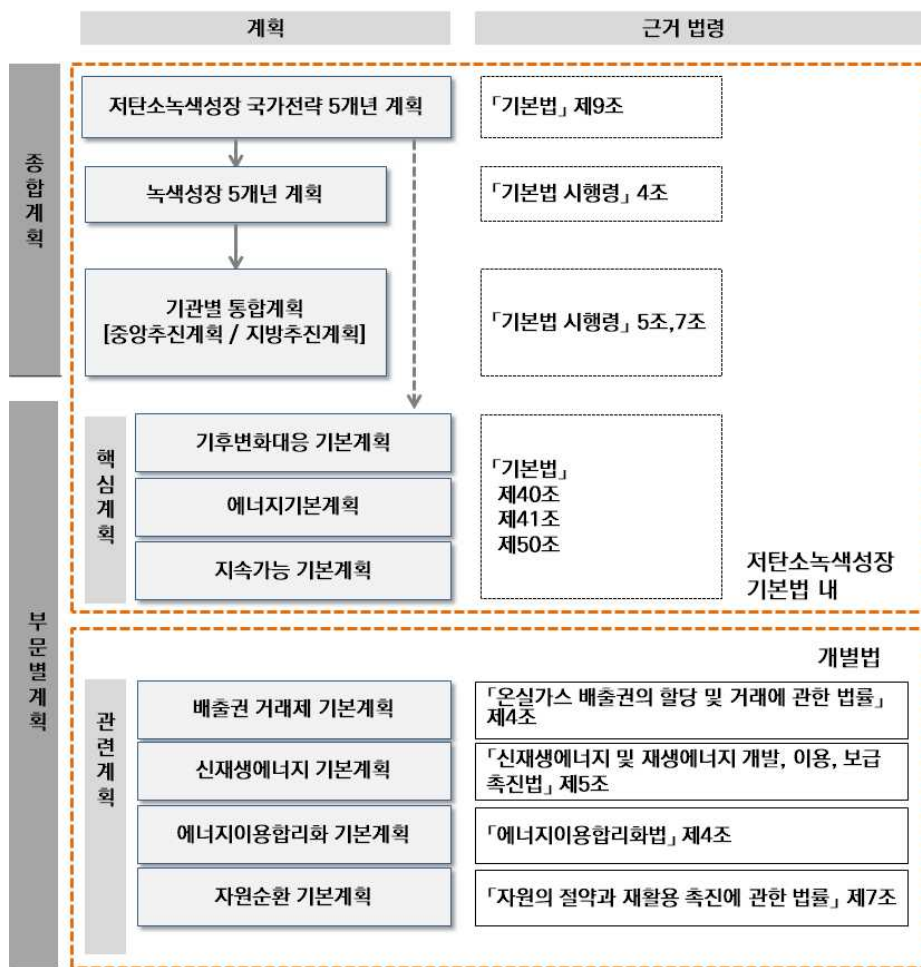 계획
근거 법령
종합계획
저탄소녹색성장 국가전략 5개년 계획
「기본법」 제9조
녹색성장 5개년 계획
「기본법 시행령」 4조
기관별 통합계획
[중앙추진계획 / 지방추진계획]
「기본법 시행령」 5조,7조
부문별계획
핵심계획
기후변화대응 기본계획
에너지기본계획
지속가능 기본계획
「기본법」
제40조
제41조
제50조
저탄소녹색성장
기본법 내
개별법
관련계획
배출권 거래제 기본계획
「온실가스 배출권의 할당 및 거래에 관한 법률」
제4조
신재생에너지 기본계획
「신재생에너지 및 재생에너지 개발, 이용, 보급
촉진법」 제5조
에너지이용합리화 기본계획
「에너지이용합리화법」 제4조
자원순환 기본계획
「자원의 절약과 재활용 촉진에 관한 법률」 제7조